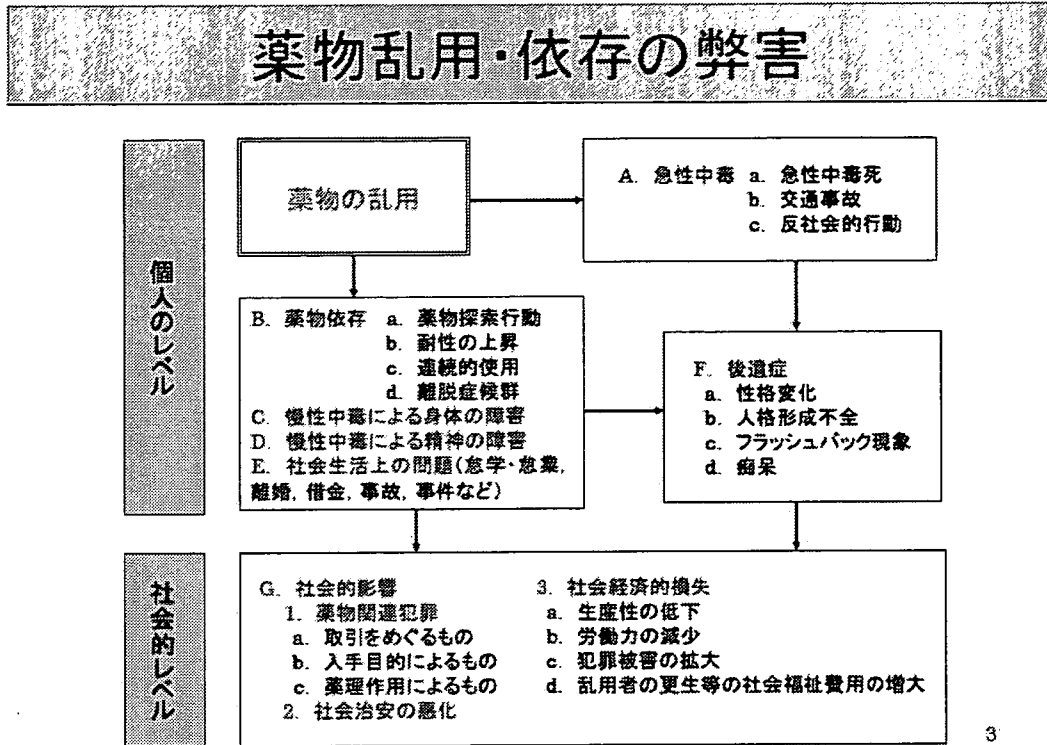 薬物乱用・依存の弊害
個人のレベル
薬物の乱用
A. 急性中毒 a. 急性中毒死
b. 交通事故
c. 反社会的行動
B. 薬物依存 a. 薬物探索行動
b. 耐性の上昇
c. 連続的使用
d. 離脱症候群
C. 慢性中毒による身体の障害
D. 慢性中毒による精神の障害
E. 社会生活上の問題(怠学・怠業,
離婚, 借金, 事故, 事件など)
F. 後遺症
a. 性格変化
b. 人格形成不全
c. フラッシュバック現象
d. 痴呆
社会的レベル
G. 社会的影響
1. 薬物関連犯罪
a. 取引をめぐるもの
b. 入手目的によるもの
c. 薬理作用によるもの
2. 社会治安の悪化
3. 社会経済的損失
a. 生産性の低下
b. 労働力の減少
c. 犯罪被害の拡大
d. 乱用者の更生等の社会福祉費用の増大
3